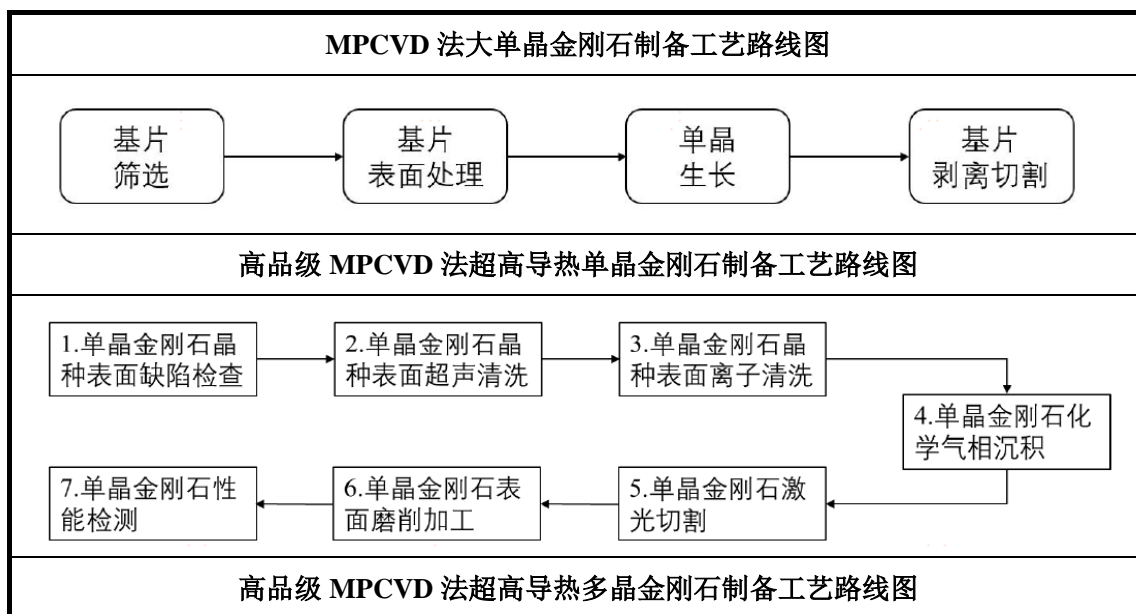 MPCVD 法大单晶金刚石制备工艺路线图
基片
筛选
基片
表面处理
单晶
生长
基片
剥离切割
高品级 MPCVD 法超高导热单晶金刚石制备工艺路线图
1.单晶金刚石晶
种表面缺陷检查
2.单晶金刚石晶
种表面超声清洗
3.单晶金刚石晶
种表面离子清洗
4.单晶金刚石化
学气相沉积
5.单晶金刚石激
光切割
6.单晶金刚石表
面磨削加工
7.单晶金刚石性
能检测
高品级 MPCVD 法超高导热多晶金刚石制备工艺路线图